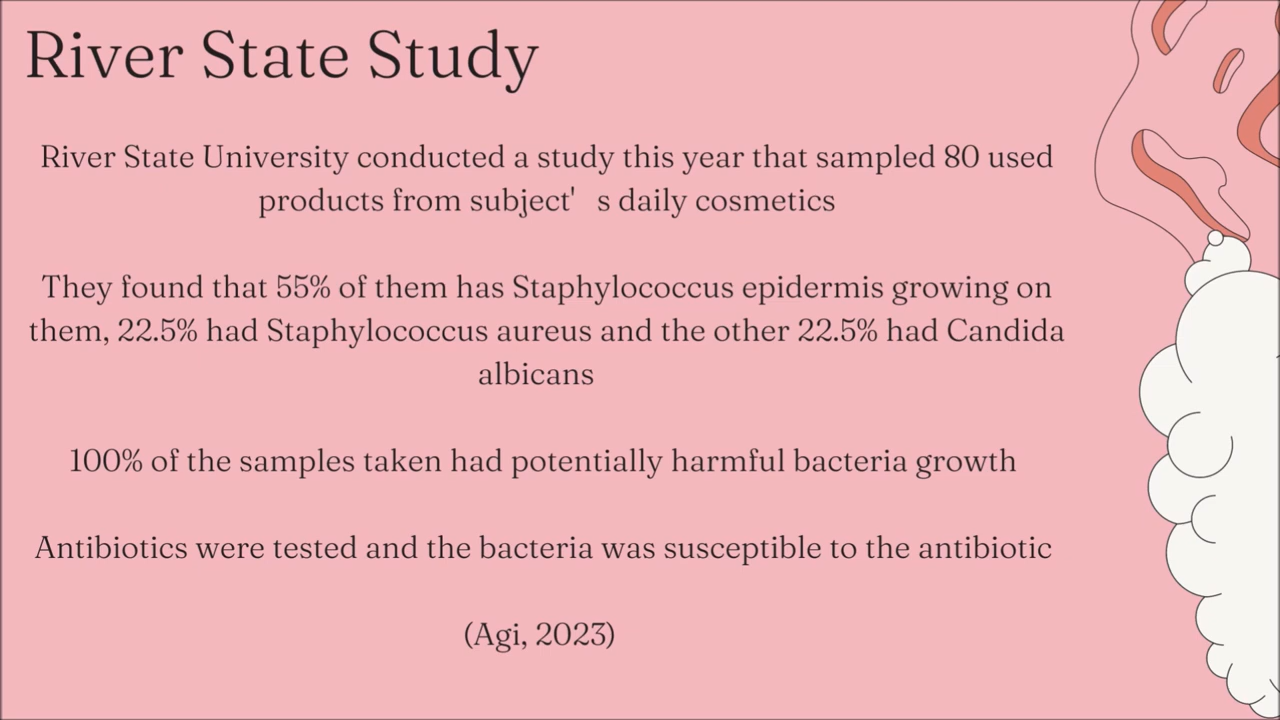 River State Study
River State University conducted a study this year that sampled 80 used
products from subject' s daily cosmetics
They found that 55% of them has Staphylococcus epidermis growing on
them, 22.5% had Staphylococcus aureus and the other 22.5% had Candida
albicans
100% of the samples taken had potentially harmful bacteria growth
Antibiotics were tested and the bacteria was susceptible to the antibiotic
(Agi, 2023)